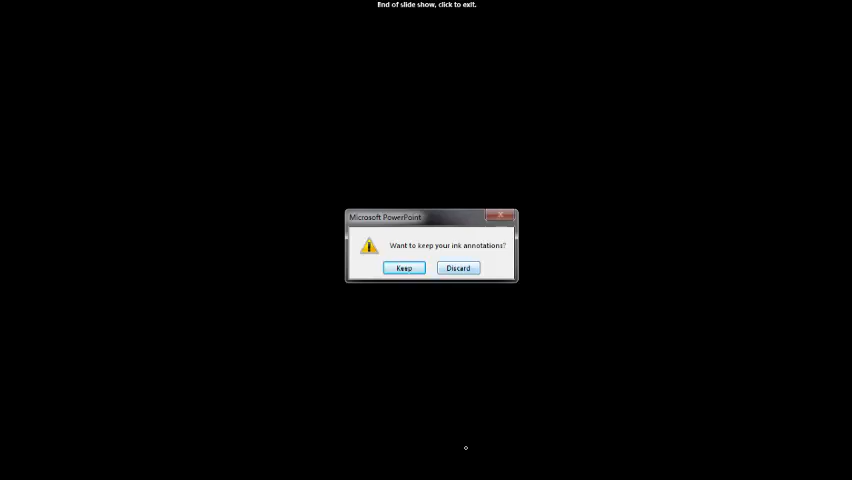 End of slide show, click to exit.
Microsoft PowerPoint
Want to keep your ink annotations?
Keep
Discard